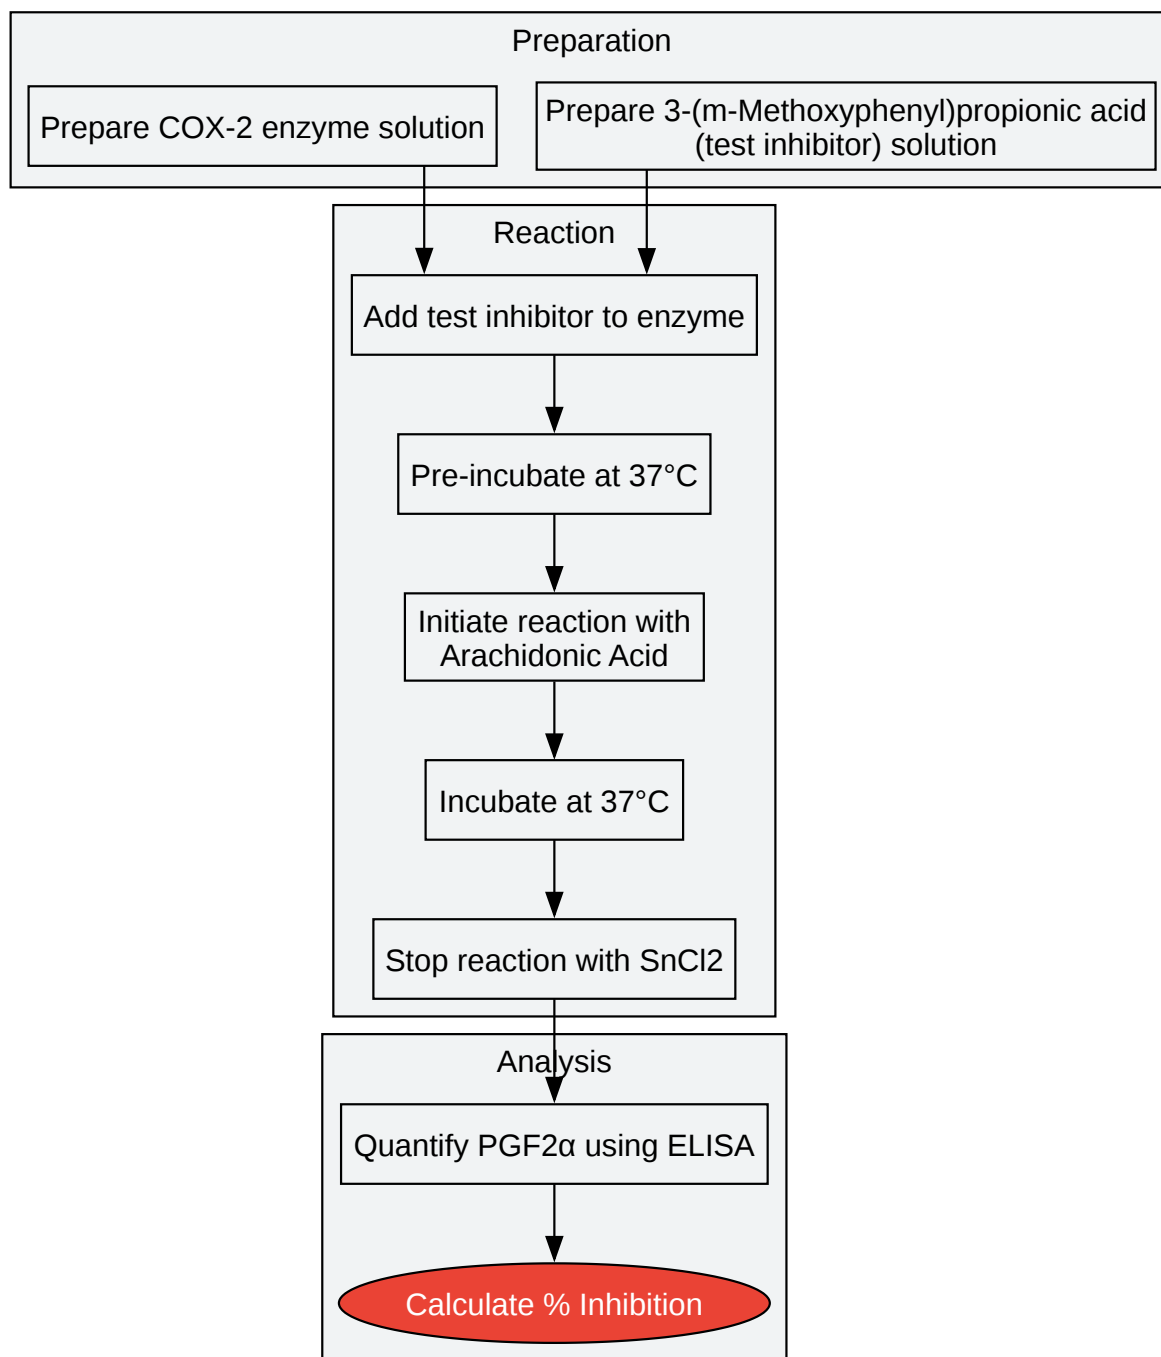 Preparation
Prepare COX-2 enzyme solution
Prepare 3-(m-Methoxyphenyl)propionic acid
(test inhibitor) solution
Reaction
Add test inhibitor to enzyme
Pre-incubate at 37°C
Initiate reaction with
Arachidonic Acid
Incubate at 37°C
Stop reaction with SnCl2
Analysis
Quantify PGF2α using ELISA
Calculate % Inhibition